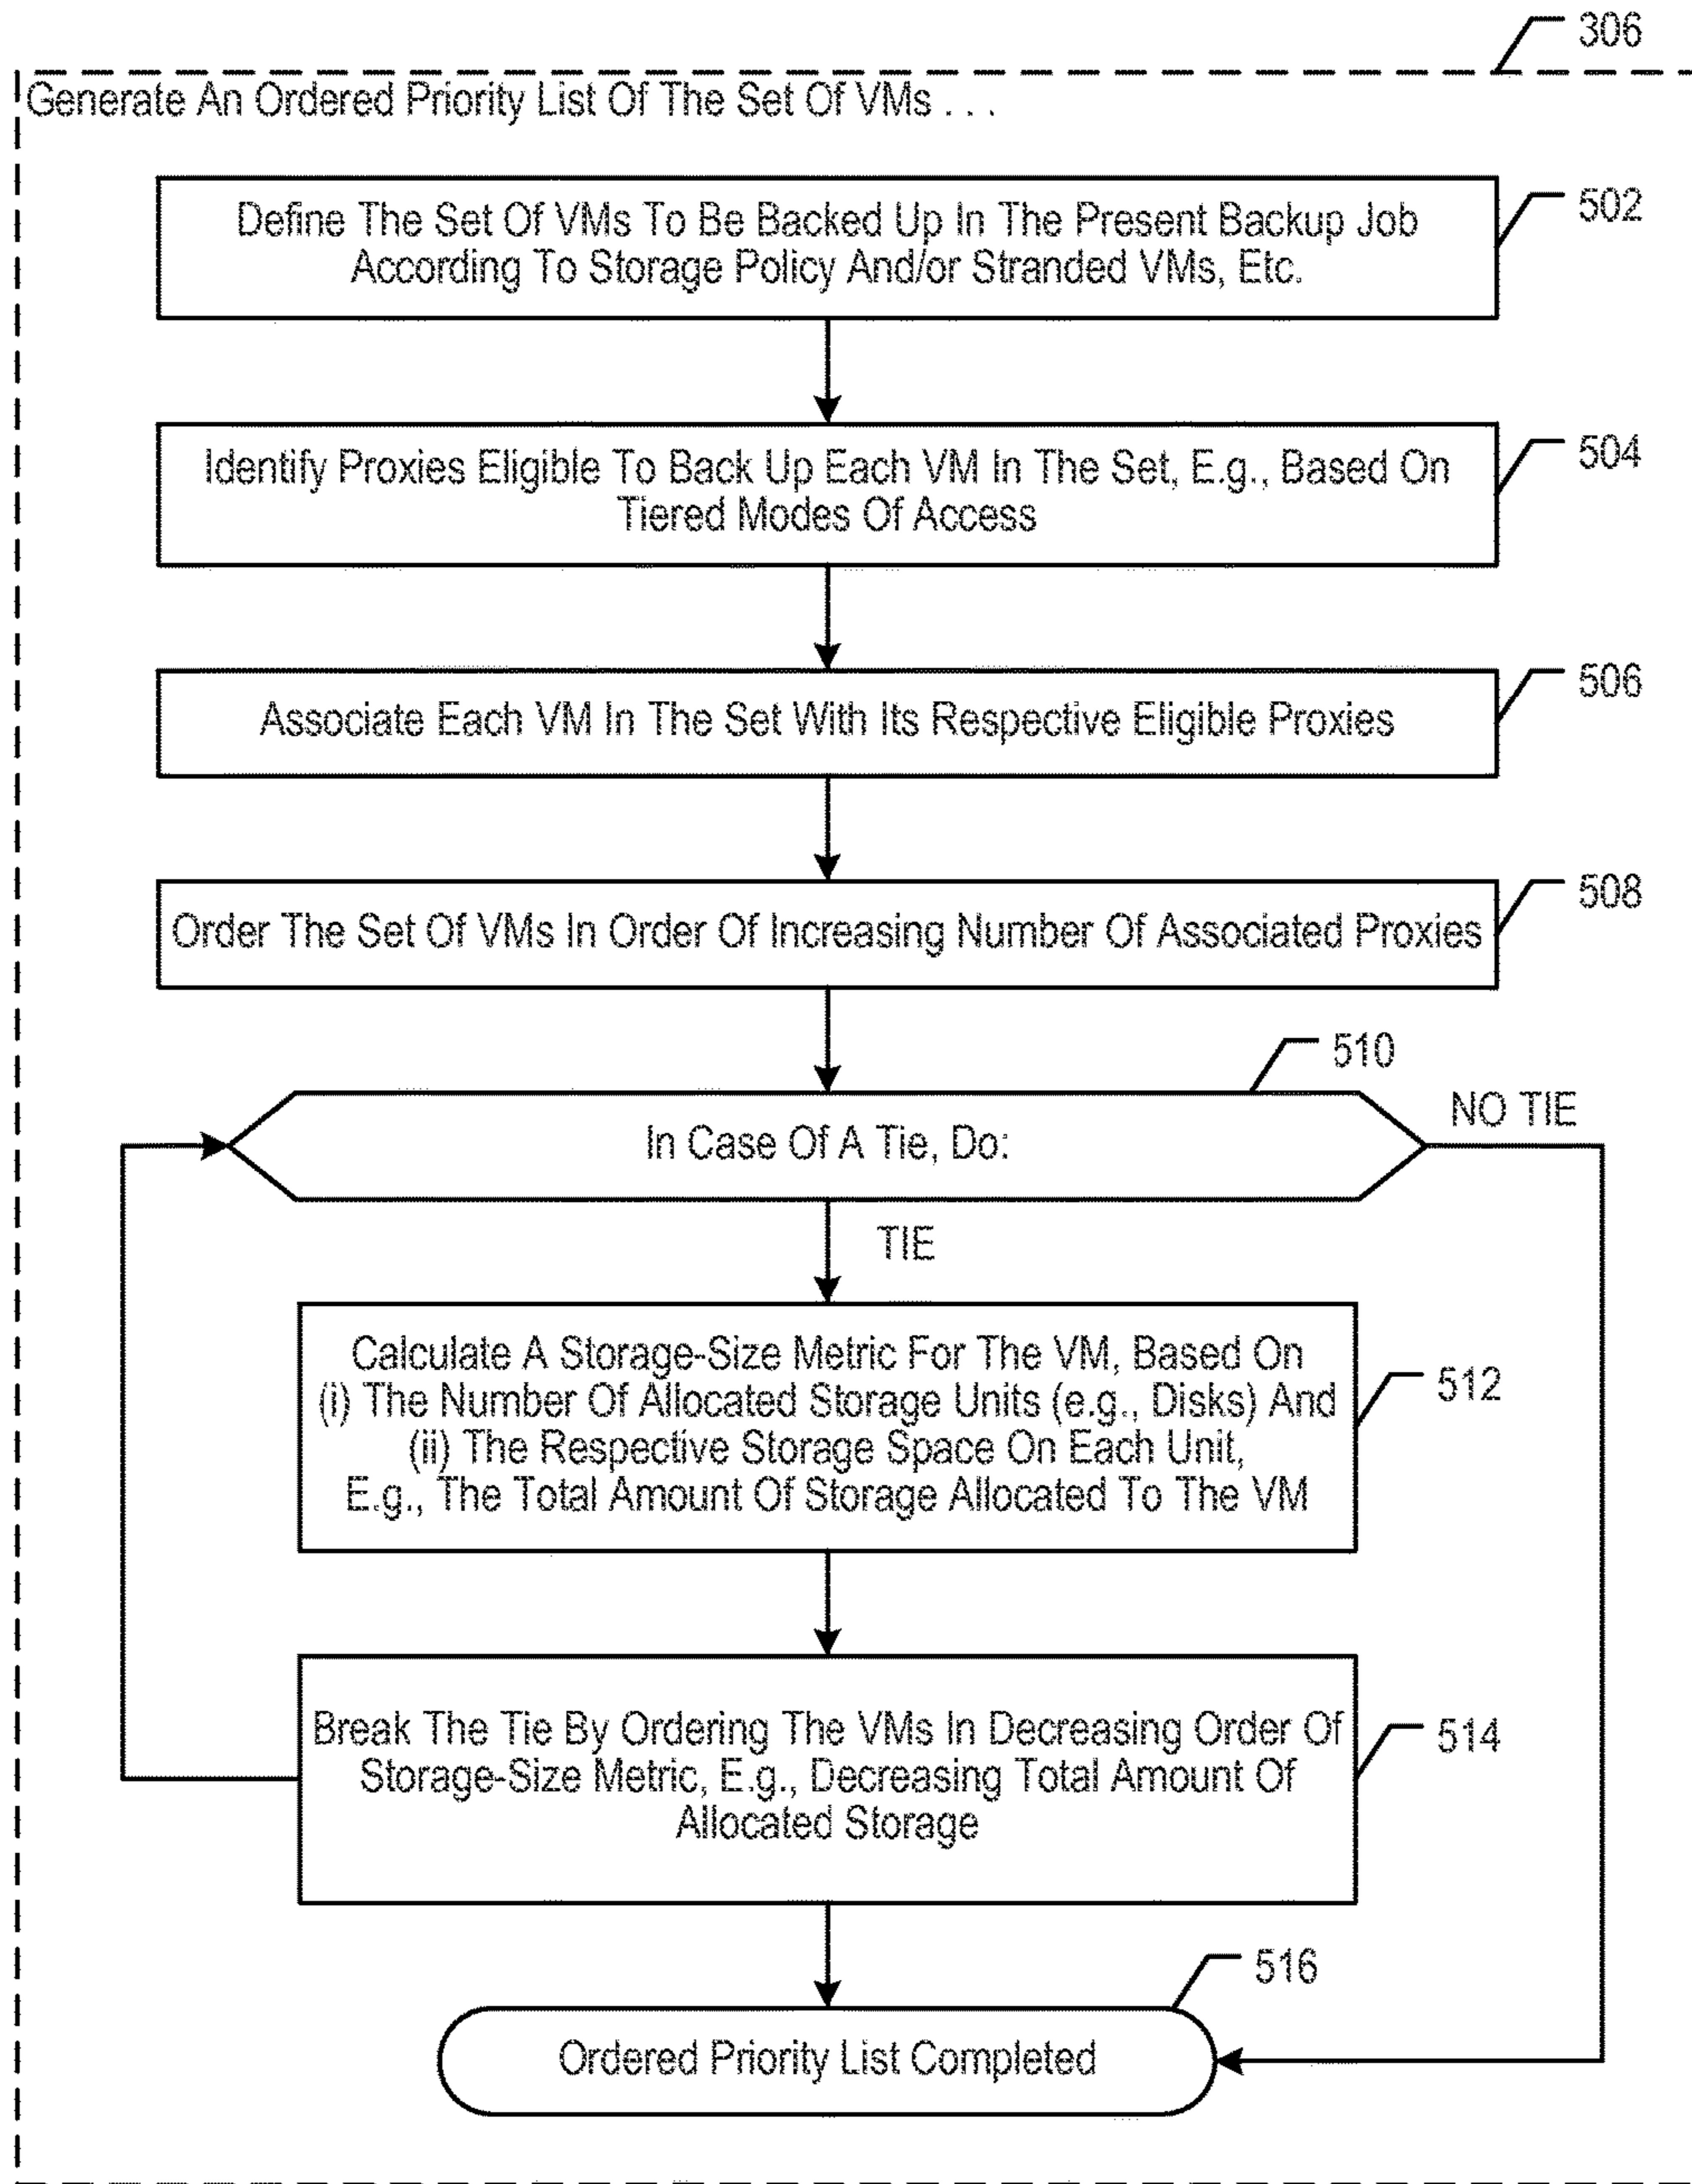 306
Generate An Ordered Priority List Of The Set Of VMs . . .
Define The Set Of VMs To Be Backed Up In The Present Backup Job
According To Storage Policy And/or Stranded VMs, Etc.
502
Identify Proxies Eligible To Back Up Each VM In The Set, E.g., Based On
Tiered Modes Of Access
504
Associate Each VM In The Set With Its Respective Eligible Proxies
506
Order The Set Of VMs In Order Of Increasing Number Of Associated Proxies
508
510
In Case Of A Tie, Do:
NO TIE
TIE
Calculate A Storage-Size Metric For The VM, Based On
(i) The Number Of Allocated Storage Units (e.g., Disks) And
(ii) The Respective Storage Space On Each Unit,
E.g., The Total Amount Of Storage Allocated To The VM
512
Break The Tie By Ordering The VMs In Decreasing Order Of
Storage-Size Metric, E.g., Decreasing Total Amount Of
Allocated Storage
514
516
Ordered Priority List Completed